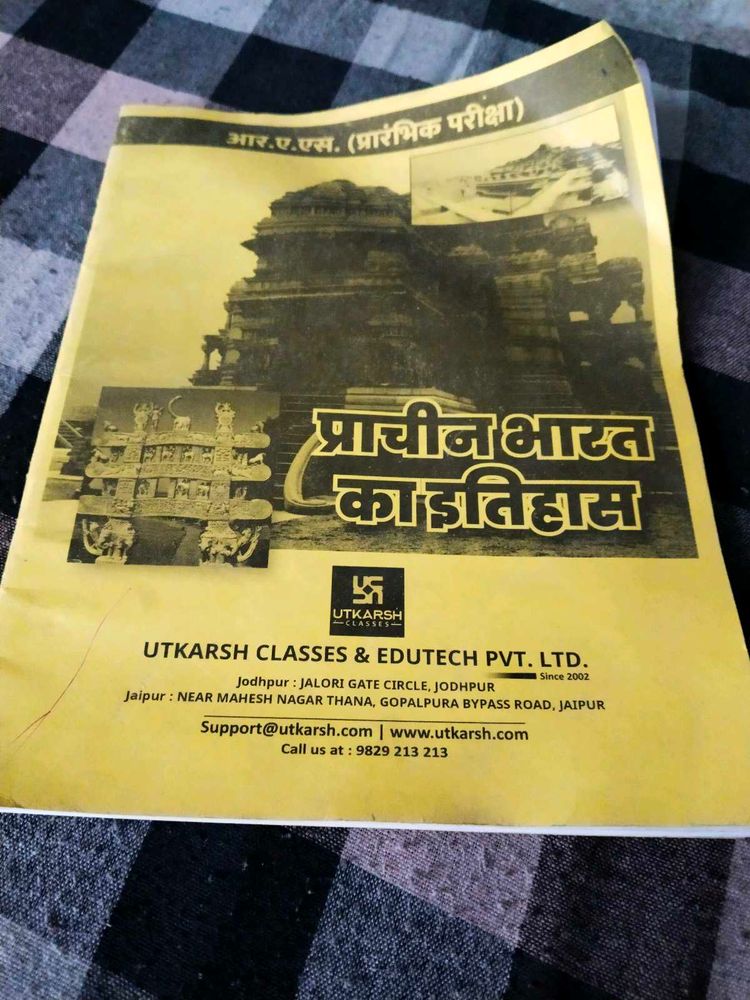 आर.ए.एस. (प्रारंभिक परीक्षा)
प्राचीन भारत
का इतिहास
UTKARSH
CLASSES
UTKARSH CLASSES & EDUTECH PVT. LTD.
Since 2002
Jodhpur : JALORI GATE CIRCLE, JODHPUR
Jaipur : NEAR MAHESH NAGAR THANA, GOPALPURA BYPASS ROAD, JAIPUR
Support@utkarsh.com | www.utkarsh.com
Call us at : 9829 213 213